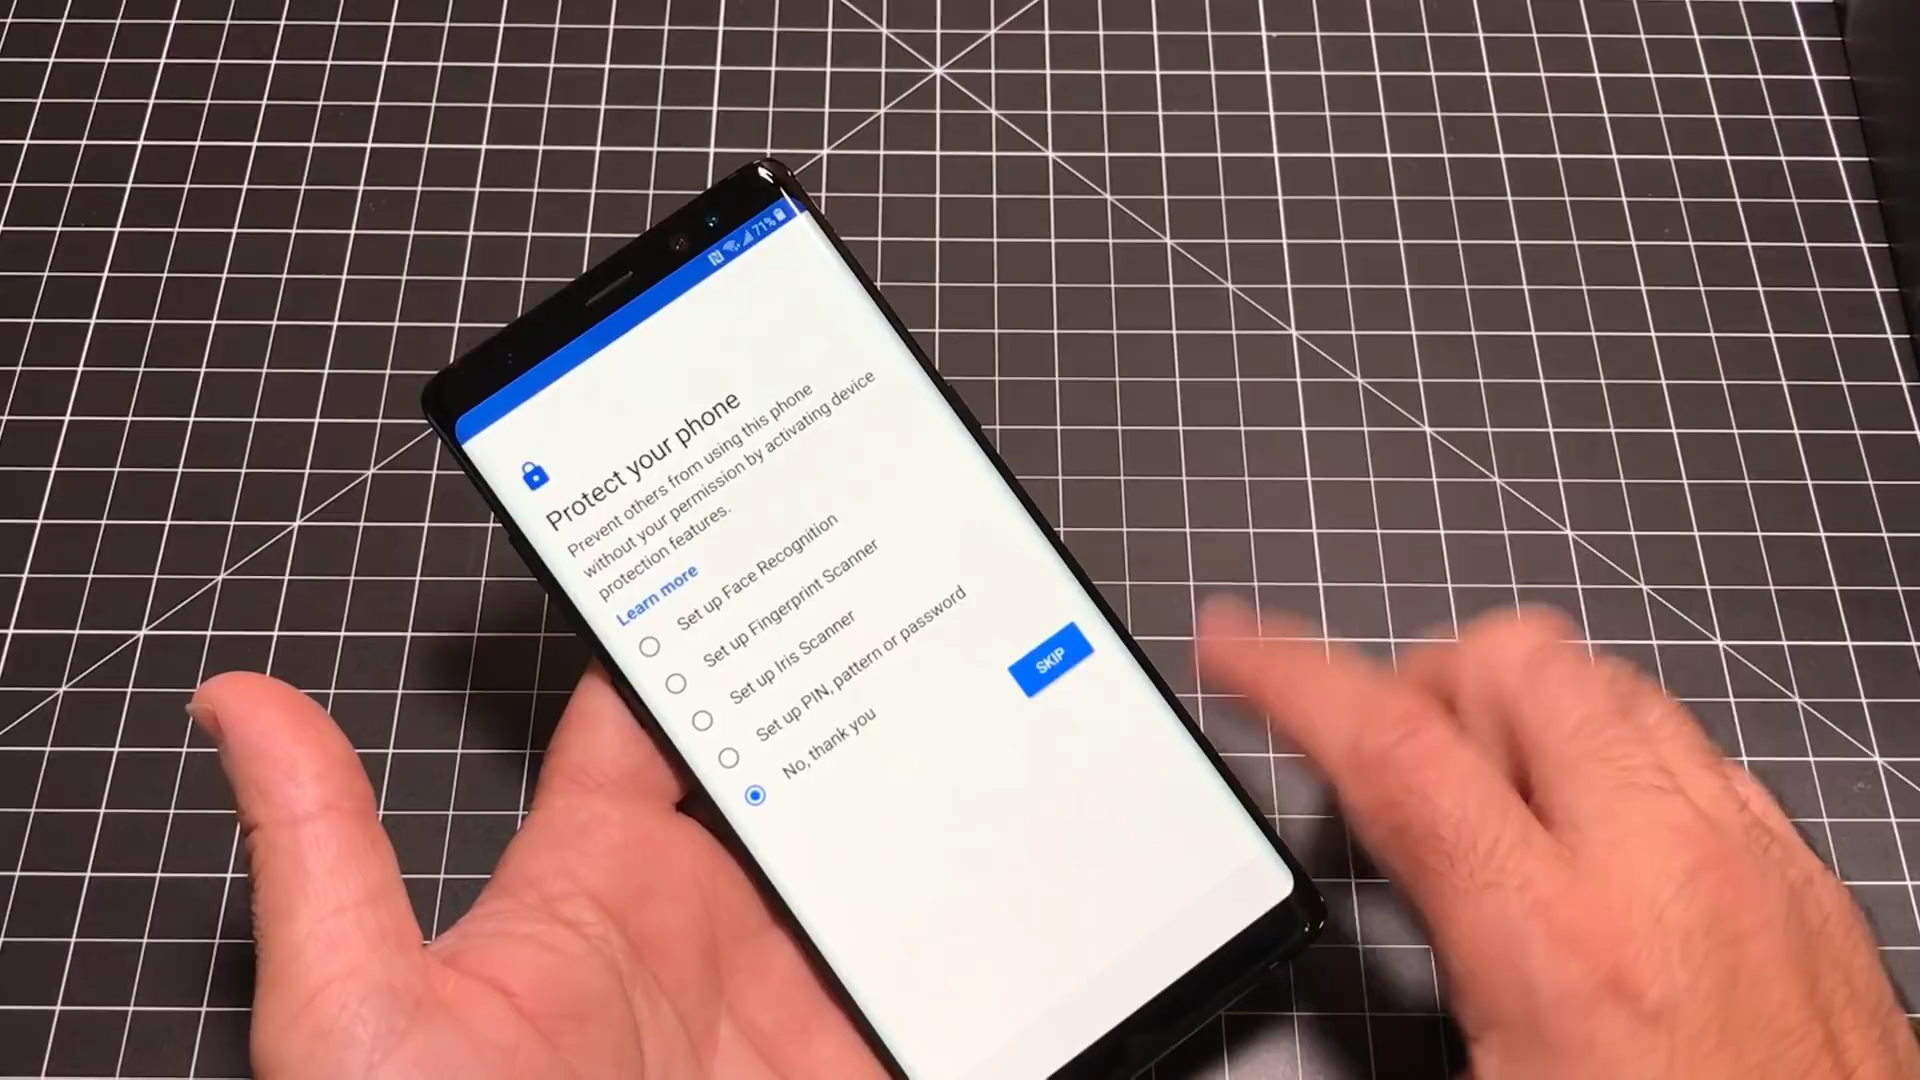 71%
Protect your phone
Prevent others from using this phone
without your permission by activating device
protection features.
Learn more
Set up Face Recognition
Set up Fingerprint Scanner
Set up Iris Scanner
Set up PIN, pattern or password
No, thank you
SKIP